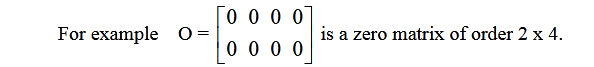 For example O = [0 0 0 0
0 0 0 0] is a zero matrix of order 2 x 4.